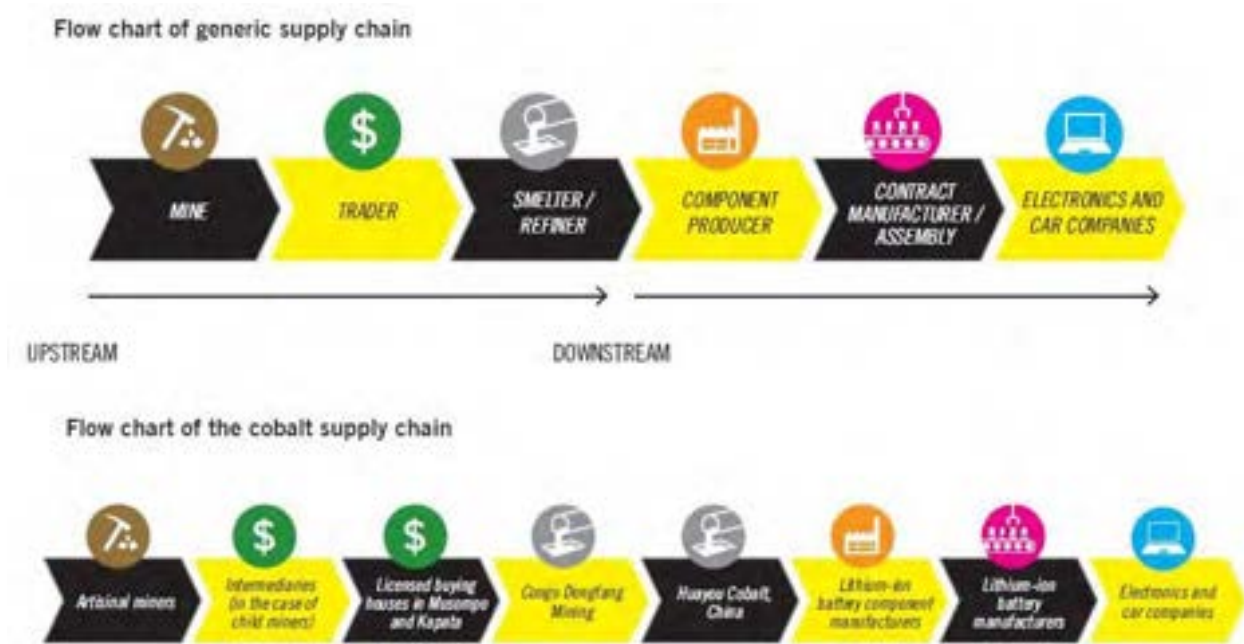 Flow chart of generic supply chain
$
MINE
TRADER
SMELTER /
REFINER
COMPONENT
PRODUCER
CONTRACT
MANUFACTURER /
ASSEMBLY
ELECTRONICS AND
CAR COMPANIES
UPSTREAM
DOWNSTREAM
Flow chart of the cobalt supply chain
$
$
Artisinal miners
Intermediaries
(in the case of
child miners)
Licensed buying
houses in Musompo
and Kapata
Congo Dongfang
Mining
Huayou Cobalt,
China
Lithium-ion
battery component
manufacturers
Lithium-ion
battery
manufacturers
Electronics and
car companies